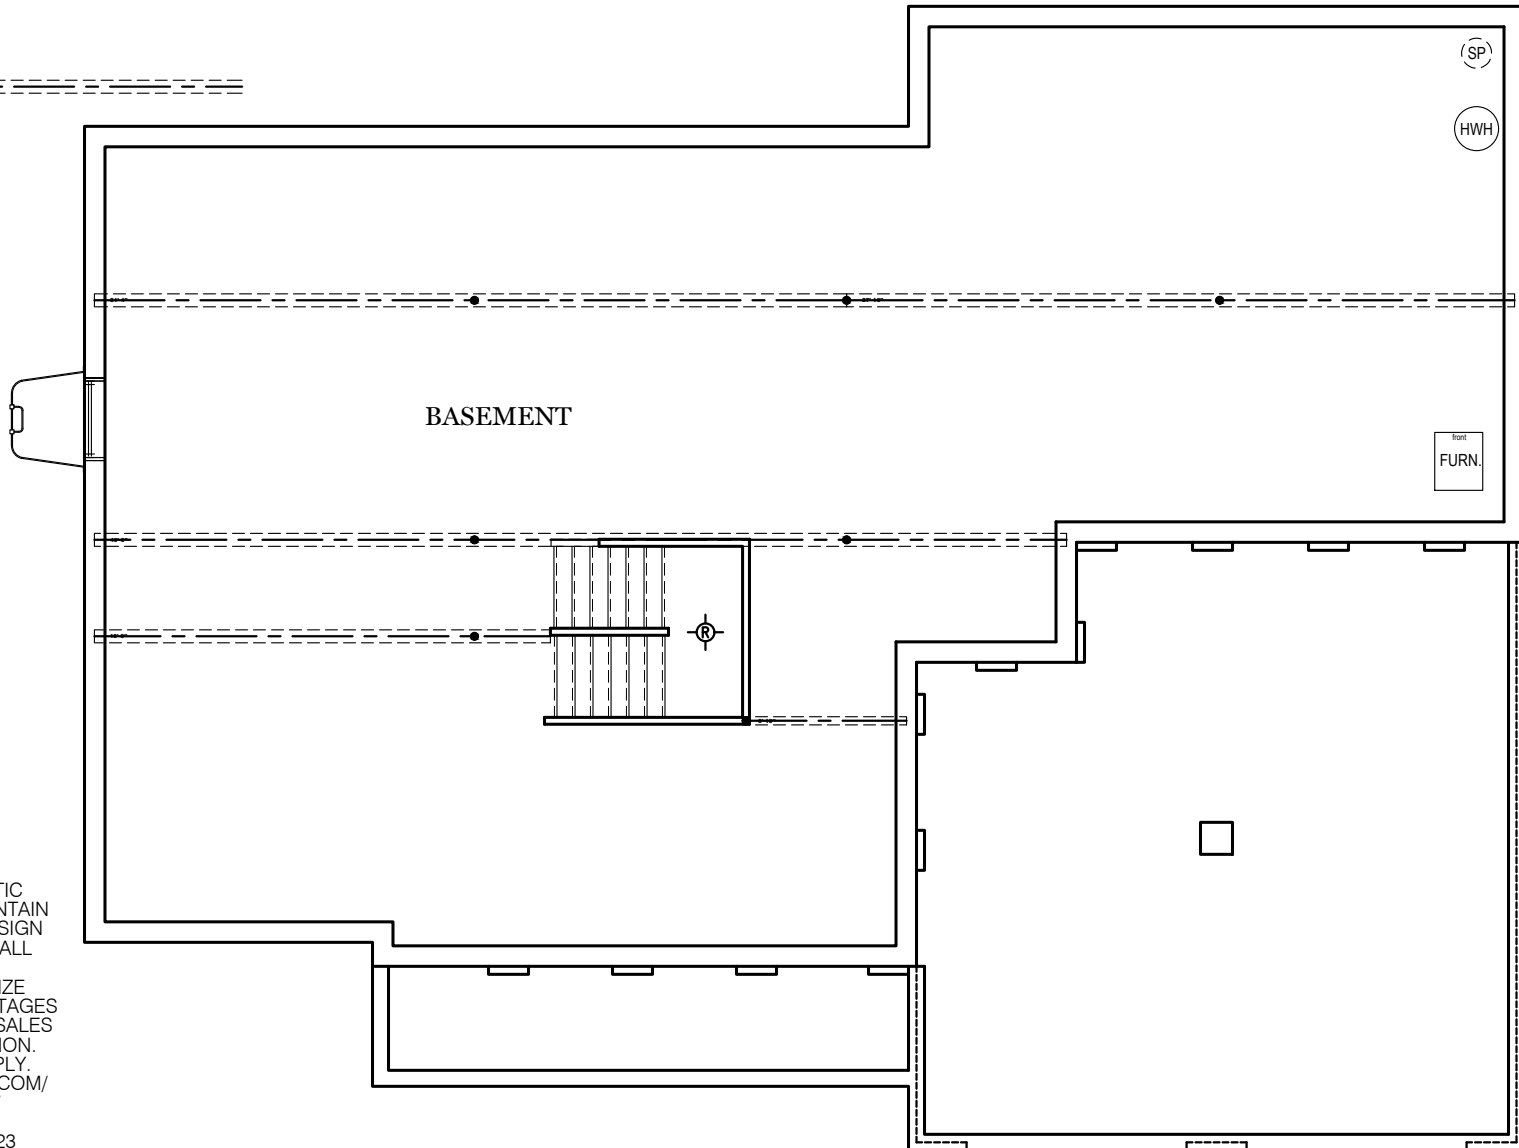 SP
HWH
BASEMENT
front
FURN.
R
TIC
NTAIN
SIGN
ALL
IZE
TAGES
SALES
ION.
PLY.
COM/
23